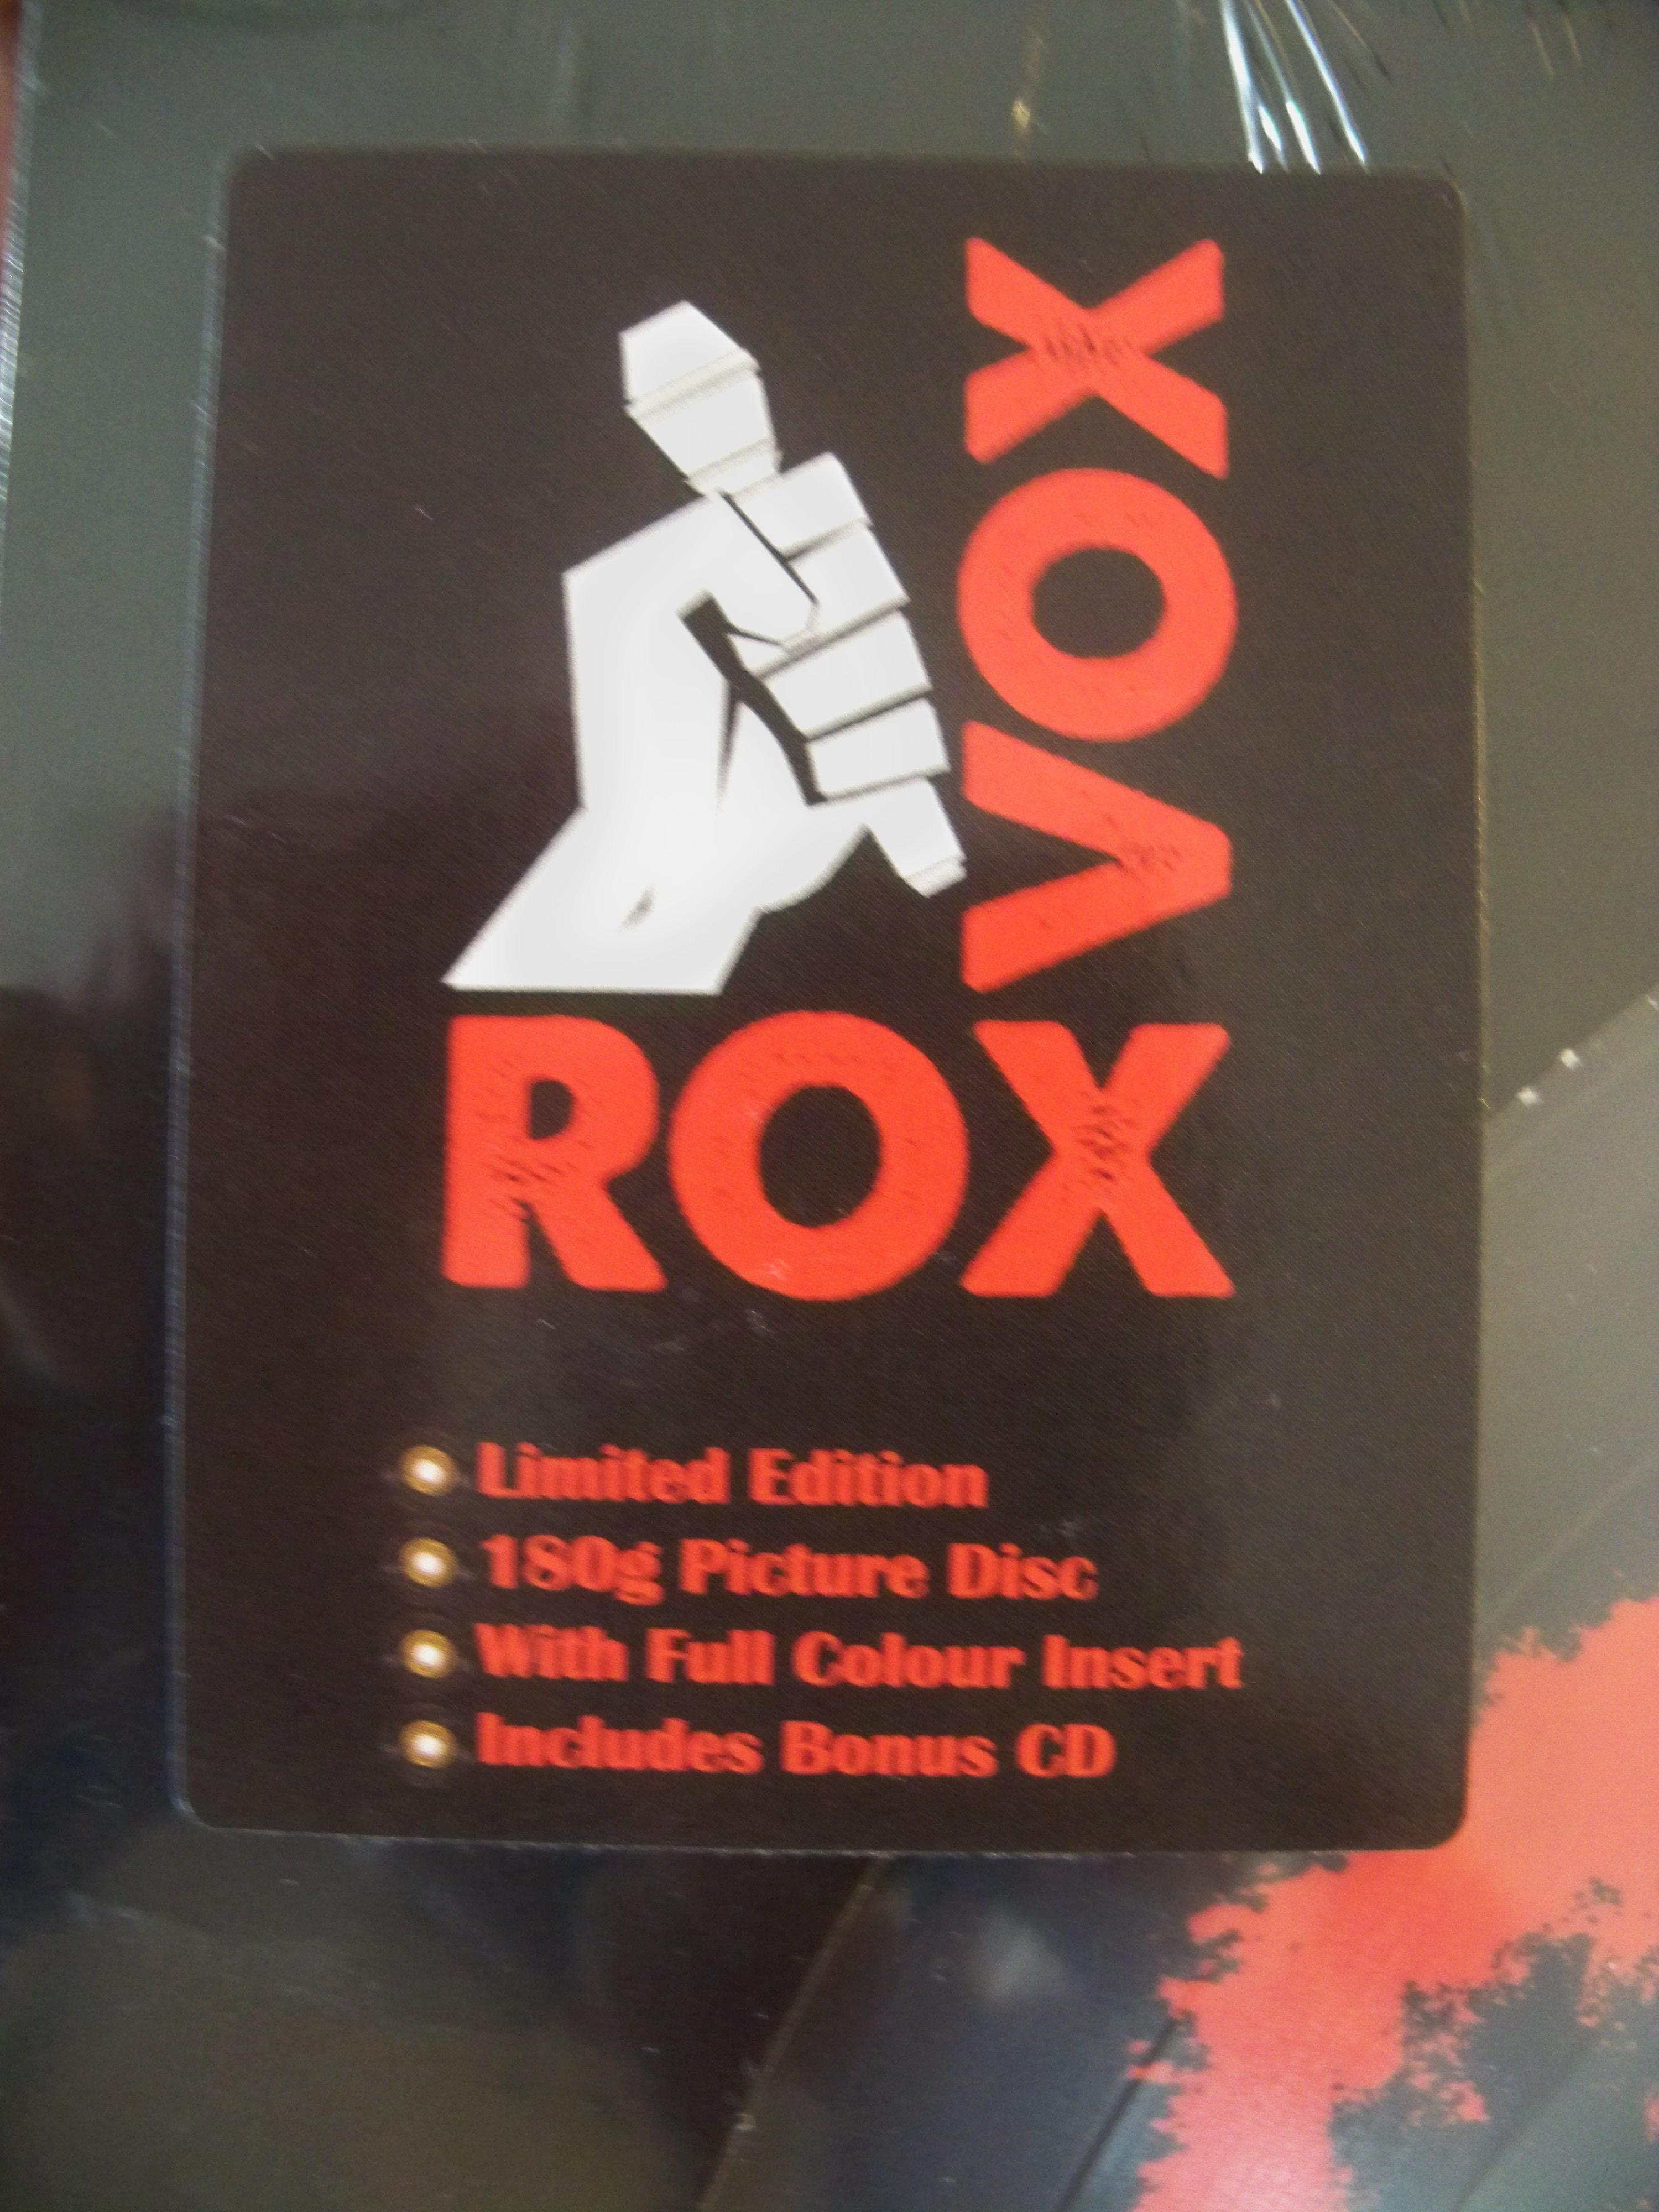 VOX
ROX
Limited Edition
180g Picture Disc
With Full Colour Insert
Includes Bonus CD